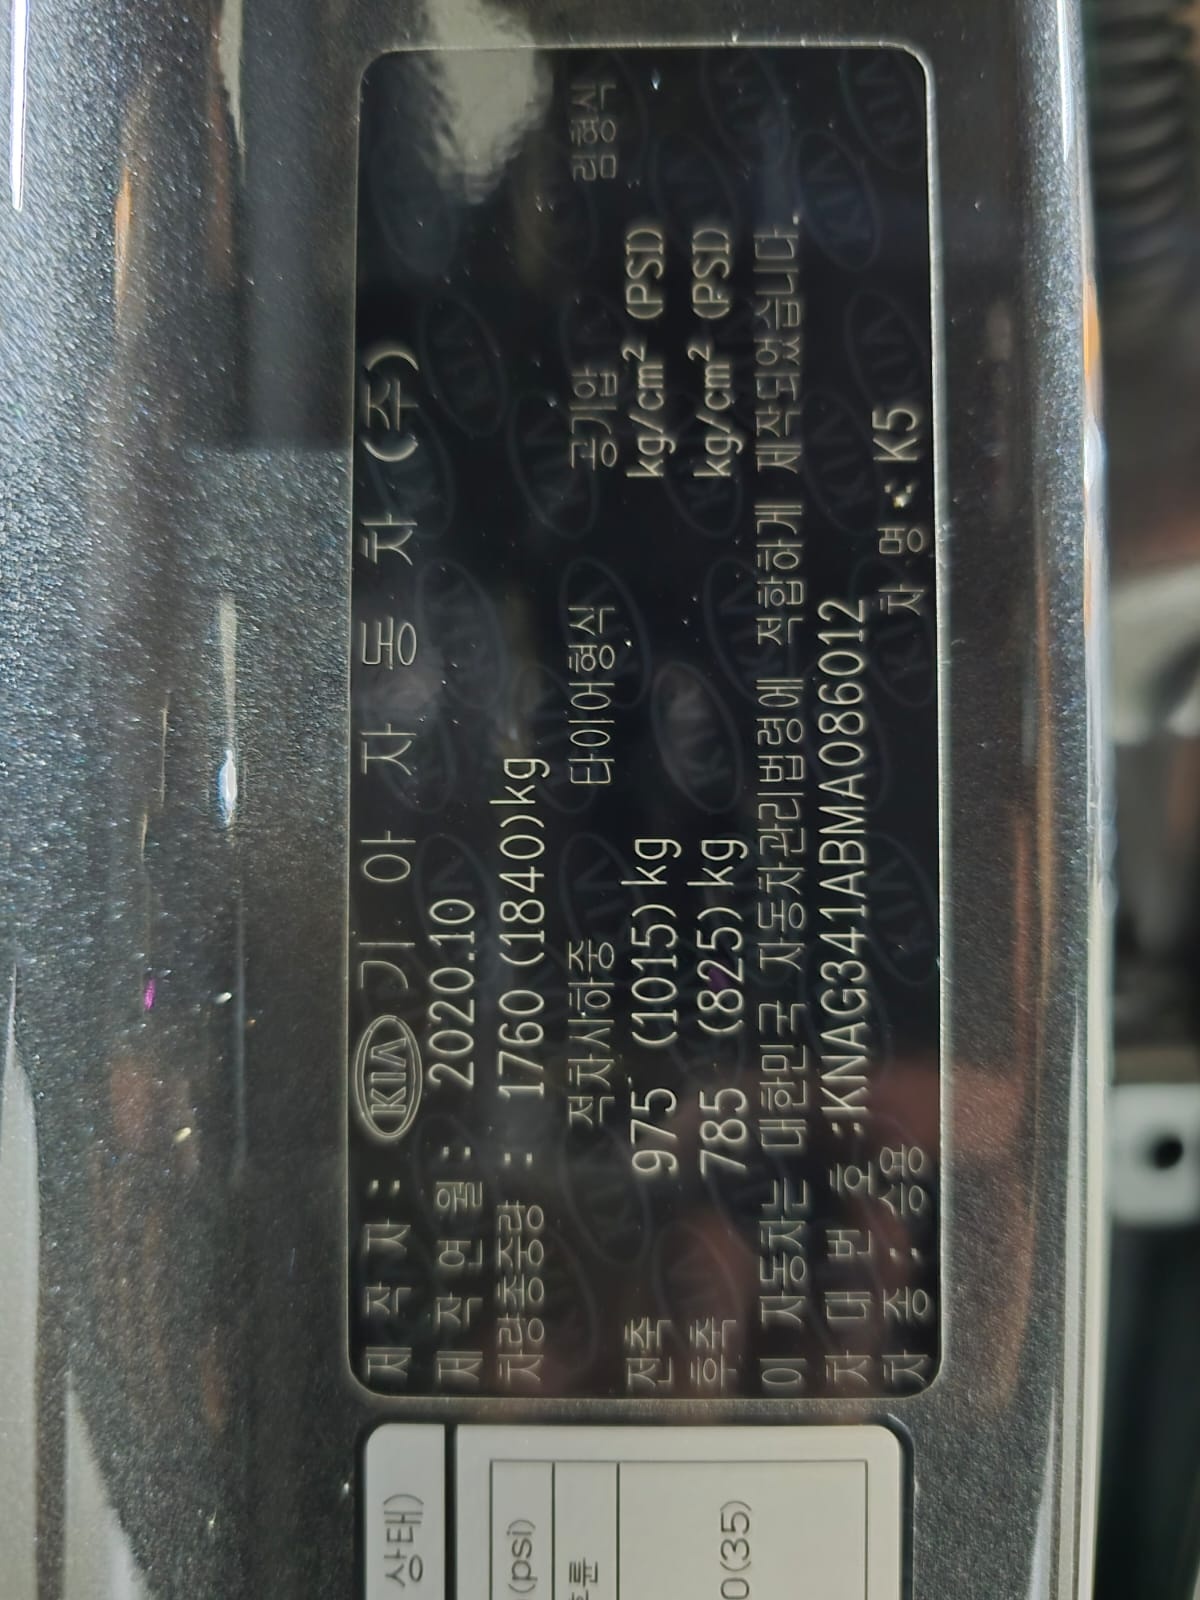 제 작 자 : KIA 기 아 자 동 차 (주)
제 작 연 월 : 2020.10
차량총중량 : 1760 (1840)kg
적차시하중 타이어형식 공기압 림형식
전축 975 (1015)kg kg/cm² (PSI)
후축 785 (825)kg kg/cm² (PSI)
이 자동차는 대한민국 자동차관리법령에 적합하게 제작되었습니다.
차 대 번 호 :KNAG341ABMA086012
차 종 : 승용 차 명 : K5
상태)
(psi)
0(35)